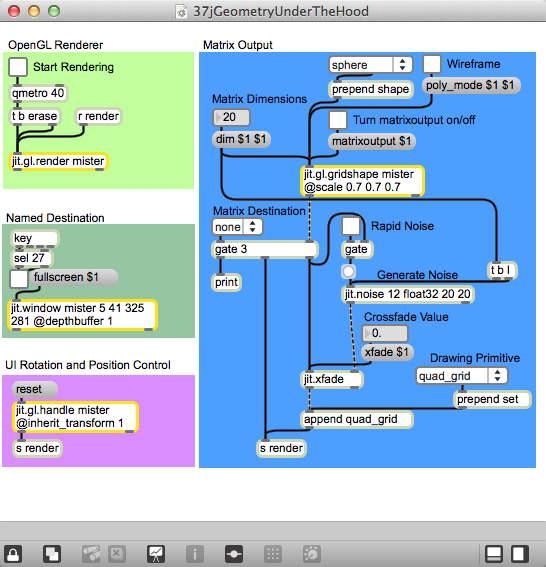 37jGeometryUnderTheHood
OpenGL Renderer
Start Rendering
qmetro 40
t b erase
r render
jit.gl.render mister
Named Destination
key
sel 27
fullscreen $1
jit.window mister 5 41 325
281 @depthbuffer 1
UI Rotation and Position Control
reset
jit.gl.handle mister
@inherit_transform 1
s render
Matrix Output
sphere
Wireframe
prepend shape
poly_mode $1 $1
Matrix Dimensions
20
Turn matrixoutput on/off
dim $1 $1
matrixoutput $1
jit.gl.gridshape mister
@scale 0.7 0.7 0.7
Matrix Destination
none
Rapid Noise
gate 3
gate
print
Generate Noise
t b l
jit.noise 12 float32 20 20
Crossfade Value
0.
xfade $1
Drawing Primitive
jit.xfade
quad_grid
prepend set
append quad_grid
s render